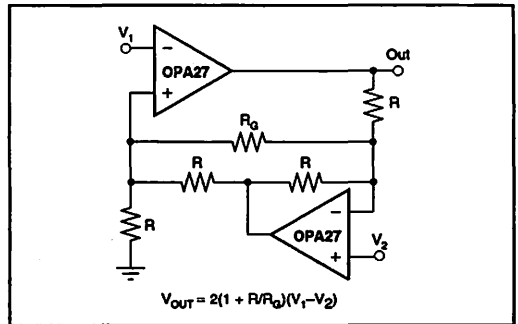 V1
−
OPA27
+
Out
R
RG
R
R
R
−
OPA27
+
V2
VOUT = 2(1 + R/RG)(V1−V2)